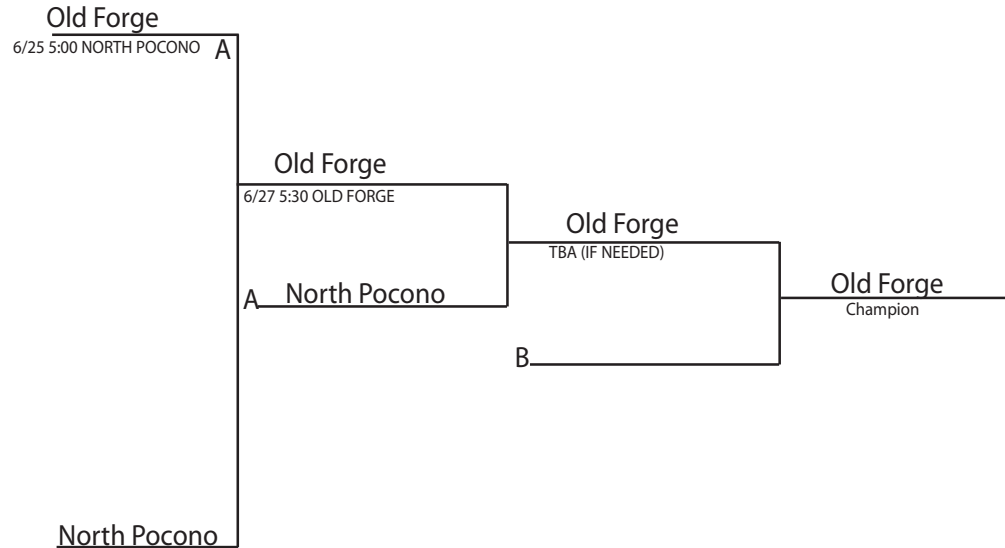 Old Forge
6/25 5:00 NORTH POCONO
A
Old Forge
6/27 5:30 OLD FORGE
Old Forge
TBA (IF NEEDED)
Old Forge
Champion
A
North Pocono
B
North Pocono